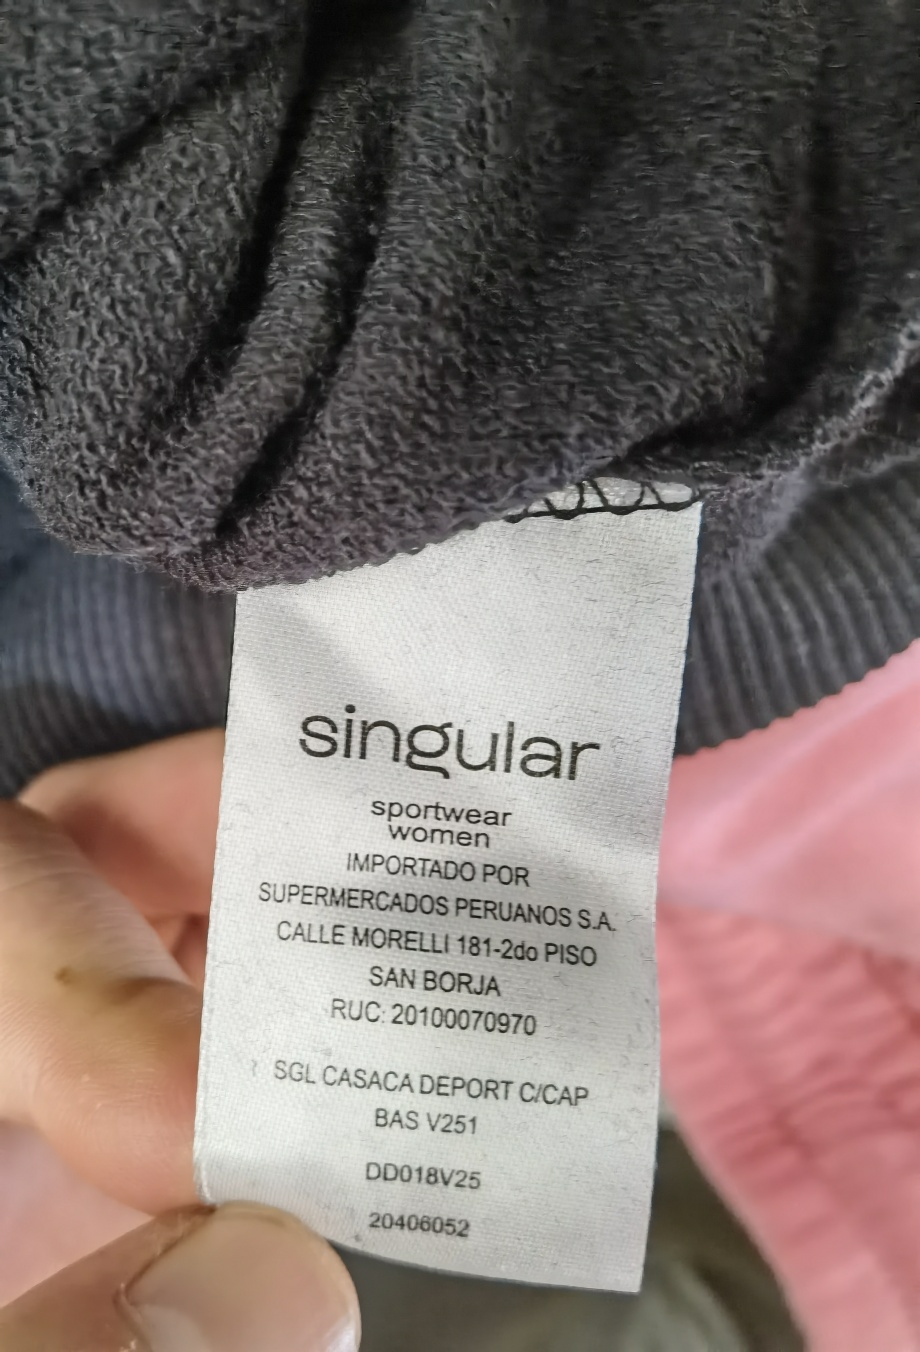 singular
sportwear
women
IMPORTADO POR
SUPERMERCADOS PERUANOS S.A.
CALLE MORELLI 181-2do PISO
SAN BORJA
RUC: 20100070970
SGL CASACA DEPORT C/CAP
BAS V251
DD018V25
20406052